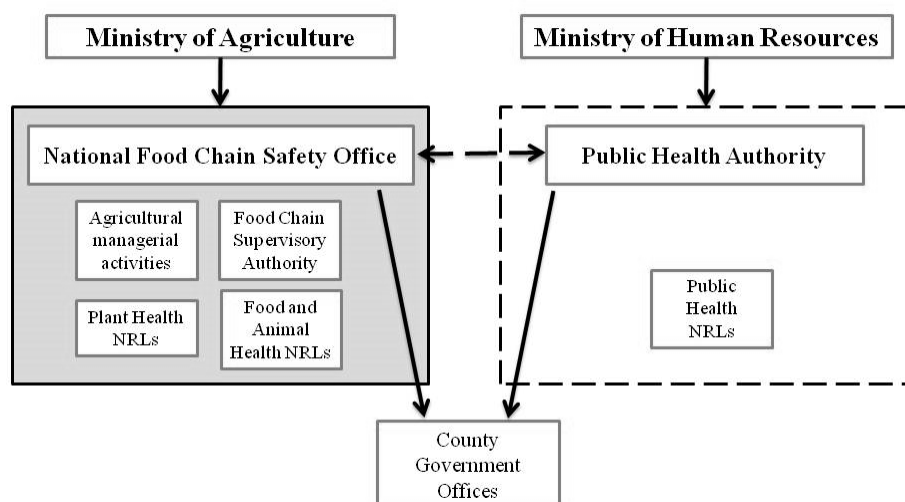 Ministry of Agriculture
Ministry of Human Resources
National Food Chain Safety Office
Public Health Authority
Agricultural
managerial
activities
Food Chain
Supervisory
Authority
Plant Health
NRLs
Food and
Animal
Health NRLs
Public
Health
NRLs
County
Government
Offices